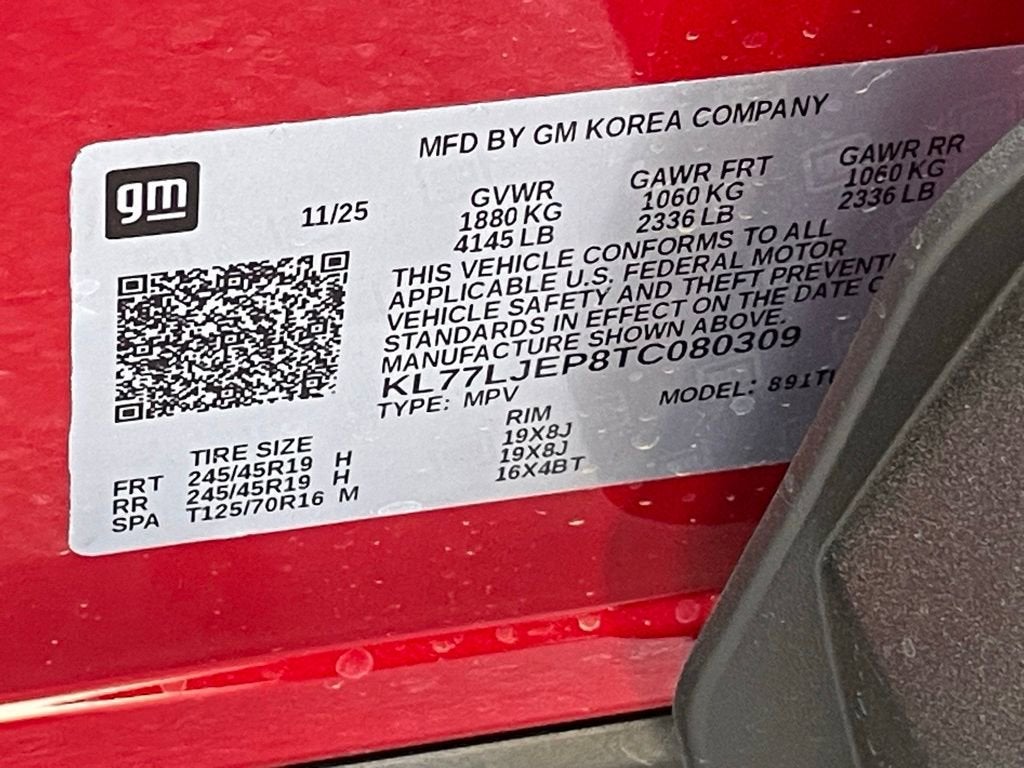 MFD BY GM KOREA COMPANY
gm
11/25
GVWR GAWR FRT GAWR RR
1880 KG 1060 KG 1060 KG
4145 LB 2336 LB 2336 LB
THIS VEHICLE CONFORMS TO ALL
APPLICABLE U.S. FEDERAL MOTOR
VEHICLE SAFETY AND THEFT PREVENTI
STANDARDS IN EFFECT ON THE DATE
MANUFACTURE SHOWN ABOVE.
KL77LJEP8TC080309
TYPE: MPV MODEL: 891TU
TIRE SIZE RIM
FRT 245/45R19 H 19X8J
RR 245/45R19 H 19X8J
SPA T125/70R16 M 16X4BT